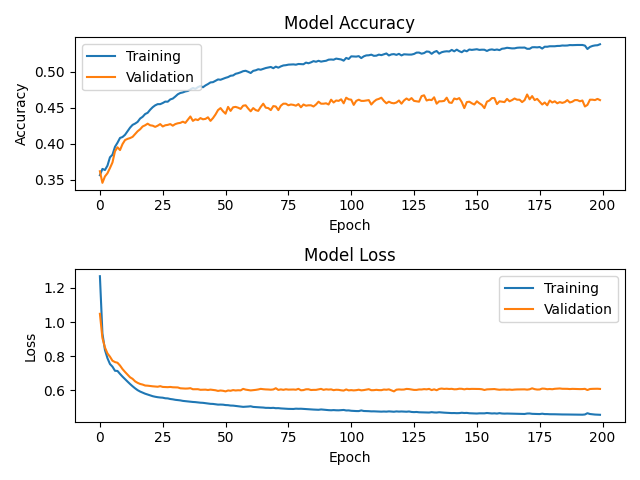 Model Accuracy
Training
Validation
0.50
0.45
0.40
0.35
Accuracy
0 25 50 75 100 125 150 175 200
Epoch
Model Loss
Training
Validation
1.2
1.0
0.8
0.6
Loss
0 25 50 75 100 125 150 175 200
Epoch